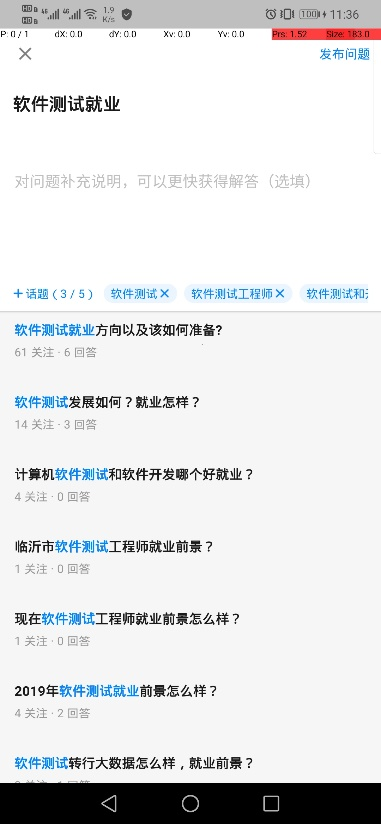 1.9 K/s 100 11:36
P: 0 / 1 dX: 0.0 dY: 0.0 Xv: 0.0 Yv: 0.0 Prs: 1.52 Size: 183.0
发布问题
软件测试就业
对问题补充说明，可以更快获得解答（选填）
+ 话题（3 / 5） 软件测试 软件测试工程师 软件测试和
软件测试就业方向以及该如何准备?
61 关注 · 6 回答
软件测试发展如何？就业怎样？
14 关注 · 3 回答
计算机软件测试和软件开发哪个好就业？
4 关注 · 0 回答
临沂市软件测试工程师就业前景？
1 关注 · 0 回答
现在软件测试工程师就业前景怎么样？
1 关注 · 0 回答
2019年软件测试就业前景怎么样？
4 关注 · 2 回答
软件测试转行大数据怎么样，就业前景？